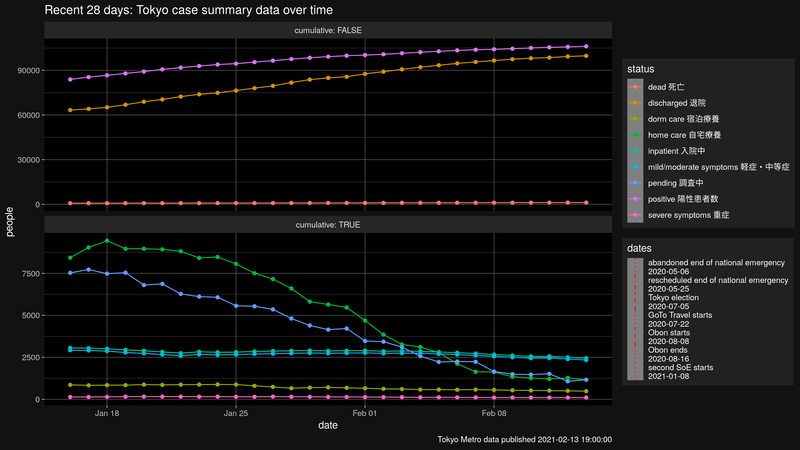 Recent 28 days: Tokyo case summary data over time
cumulative: FALSE
90000
60000
30000
0
cumulative: TRUE
7500
5000
2500
0
people
Jan 18 Jan 25 Feb 01 Feb 08
date
Tokyo Metro data published 2021-02-13 19:00:00
status
dead 死亡
discharged 退院
dorm care 宿泊療養
home care 自宅療養
inpatient 入院中
mild/moderate symptoms 軽症・中等症
pending 調査中
positive 陽性患者数
severe symptoms 重症
dates
abandoned end of national emergency
2020-05-06
rescheduled end of national emergency
2020-05-25
Tokyo election
2020-07-05
GoTo Travel starts
2020-07-22
Obon starts
2020-08-08
Obon ends
2020-08-16
second SoE starts
2021-01-08